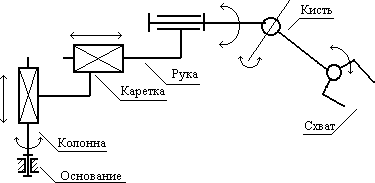 Кисть
Рука
Каретка
Схват
Колонна
Основание